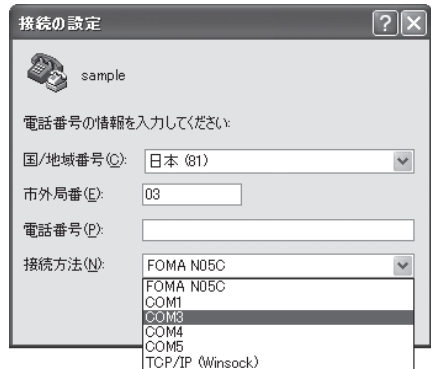 接続の設定
sample
電話番号の情報を入力してください:
国/地域番号(C): 日本 (81)
市外局番(E): 03
電話番号(P):
接続方法(N): FOMA N05C
FOMA N05C
COM1
COM3
COM4
COM5
TCP/IP (Winsock)